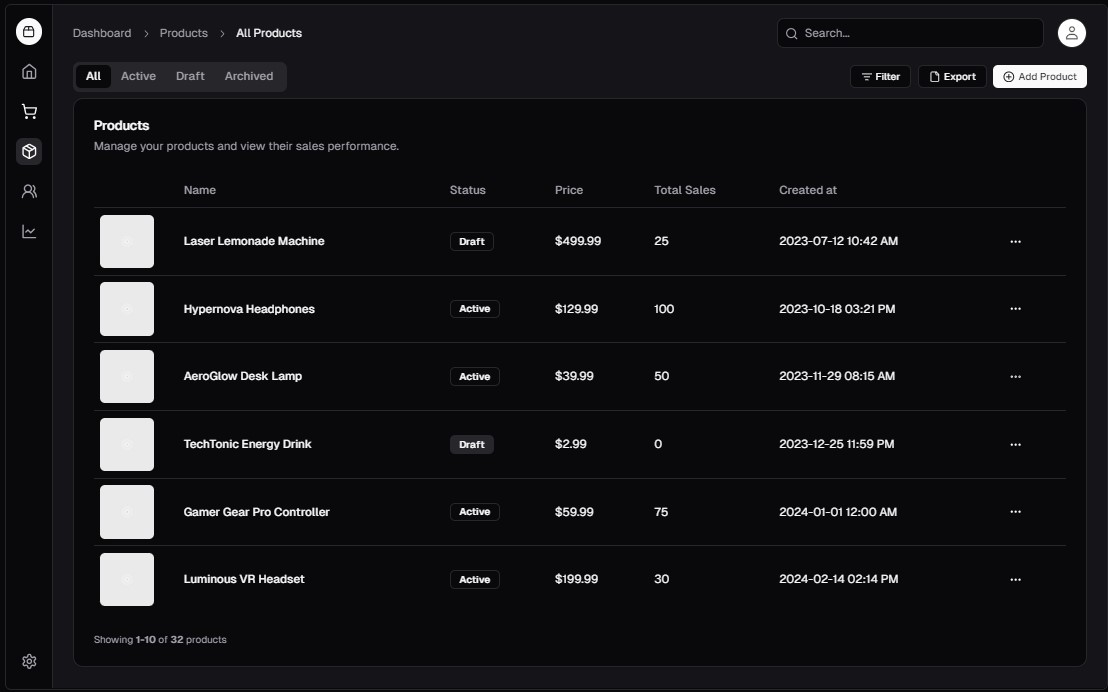 Dashboard > Products > All Products
Search...
All Active Draft Archived
Filter Export Add Product
Products
Manage your products and view their sales performance.
Name Status Price Total Sales Created at
Laser Lemonade Machine Draft $499.99 25 2023-07-12 10:42 AM
Hypernova Headphones Active $129.99 100 2023-10-18 03:21 PM
AeroGlow Desk Lamp Active $39.99 50 2023-11-29 08:15 AM
TechTonic Energy Drink Draft $2.99 0 2023-12-25 11:59 PM
Gamer Gear Pro Controller Active $59.99 75 2024-01-01 12:00 AM
Luminous VR Headset Active $199.99 30 2024-02-14 02:14 PM
Showing 1-10 of 32 products